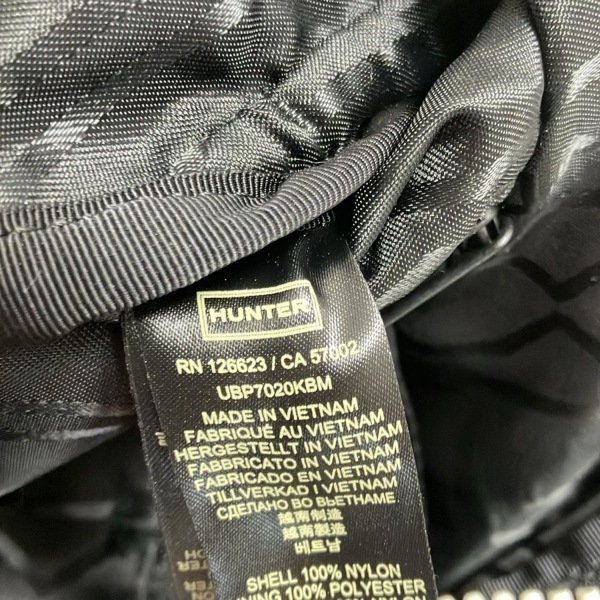 HUNTER
RN 126623 / CA 57002
UBP7020KBM
MADE IN VIETNAM
FABRIQUÉ AU VIETNAM
HERGESTELLT IN VIETNAM
FABBRICATO IN VIETNAM
FABRICADO EN VIETNAM
TILLVERKAD I VIETNAM
СДЕЛАНО ВО ВЬЕТНАМЕ
越南制造
越南製造
베트남
SHELL 100% NYLON
LINING 100% POLYESTER